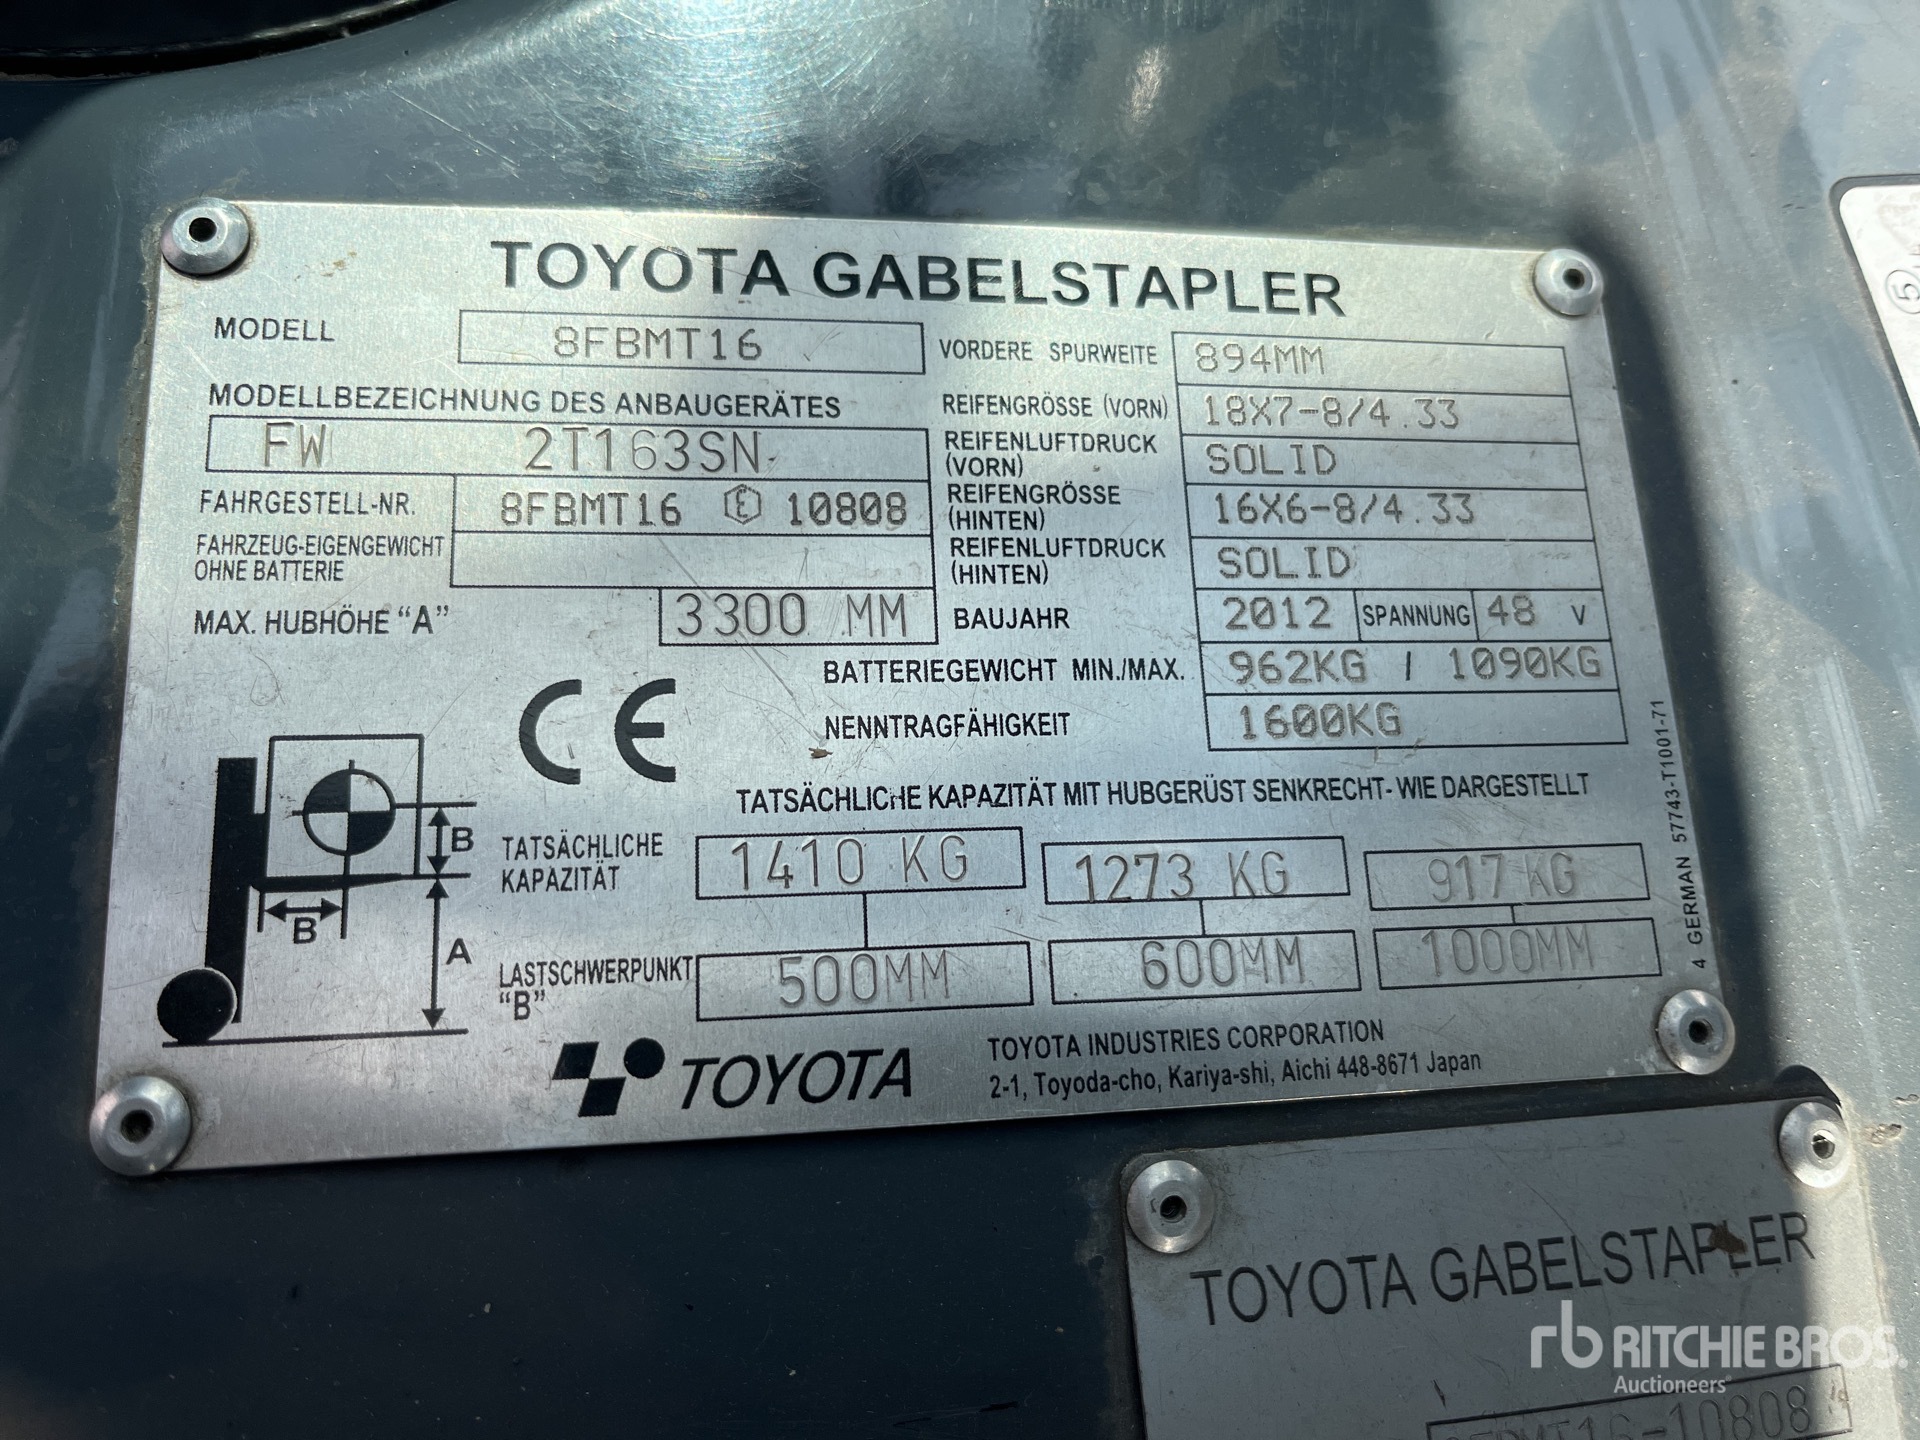 TOYOTA GABELSTAPLER
MODELL 8FBMT16
MODELLBEZEICHNUNG DES ANBAUGERÄTES
FW 2T163SN
FAHRGESTELL-NR. 8FBMT16 E 10808
FAHRZEUG-EIGENGEWICHT
OHNE BATTERIE
MAX. HUBHÖHE "A" 3300 MM
VORDERE SPURWEITE 894MM
REIFENGRÖSSE (VORN) 18X7-8/4.33
REIFENLUFTDRUCK
(VORN) SOLID
REIFENGRÖSSE
(HINTEN) 16X6-8/4.33
REIFENLUFTDRUCK
(HINTEN) SOLID
BAUJAHR 2012 SPANNUNG 48 V
BATTERIEGEWICHT MIN./MAX. 962KG / 1090KG
NENNTRAGFÄHIGKEIT 1600KG
CE
TATSÄCHLICHE KAPAZITÄT MIT HUBGERÜST SENKRECHT- WIE DARGESTELLT
TATSÄCHLICHE
KAPAZITÄT 1410 KG 1273 KG 917 KG
LASTSCHWERPUNKT
"B" 500MM 600MM 1000MM
B
B
A
TOYOTA
TOYOTA INDUSTRIES CORPORATION
2-1, Toyoda-cho, Kariya-shi, Aichi 448-8671 Japan
4 GERMAN 57743-T1001-71
5
TOYOTA GABELSTAPLER
8FBMT16-10808
rb RITCHIE BROS.
Auctioneers